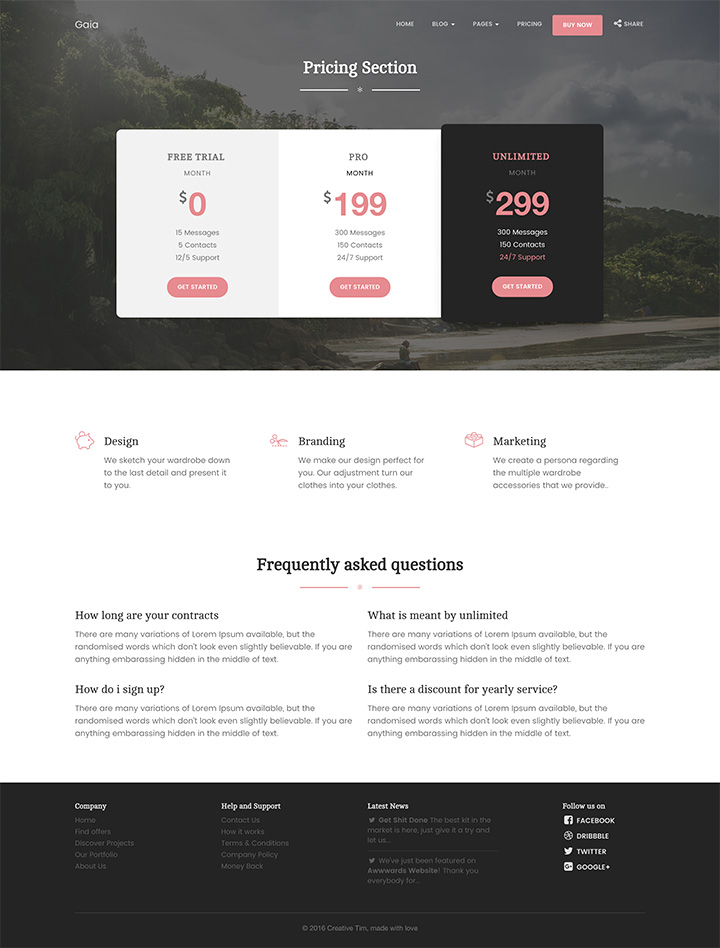 Gaia
HOME BLOG PAGES PRICING BUY NOW SHARE
Pricing Section
FREE TRIAL
MONTH
$0
15 Messages
5 Contacts
12/5 Support
GET STARTED
PRO
MONTH
$199
300 Messages
150 Contacts
24/7 Support
GET STARTED
UNLIMITED
MONTH
$299
300 Messages
150 Contacts
24/7 Support
GET STARTED
Design
We sketch your wardrobe down
to the last detail and present it
to you.
Branding
We make our design perfect for
you. Our adjustment turn our
clothes into your clothes.
Marketing
We create a persona regarding
the multiple wardrobe
accessories that we provide..
Frequently asked questions
How long are your contracts
There are many variations of Lorem Ipsum available, but the
randomised words which don't look even slightly believable. If you are
anything embarassing hidden in the middle of text.
What is meant by unlimited
There are many variations of Lorem Ipsum available, but the
randomised words which don't look even slightly believable. If you are
anything embarassing hidden in the middle of text.
How do i sign up?
There are many variations of Lorem Ipsum available, but the
randomised words which don't look even slightly believable. If you are
anything embarassing hidden in the middle of text.
Is there a discount for yearly service?
There are many variations of Lorem Ipsum available, but the
randomised words which don't look even slightly believable. If you are
anything embarassing hidden in the middle of text.
Company
Home
Find offers
Discover Projects
Our Portfolio
About Us
Help and Support
Contact Us
How it works
Terms & Conditions
Company Policy
Money Back
Latest News
Get Shit Done The best kit in the
market is here, just give it a try and
let us...
We've just been featured on
Awwwards Website! Thank you
everybody for...
Follow us on
FACEBOOK
DRIBBBLE
TWITTER
GOOGLE+
© 2016 Creative Tim, made with love